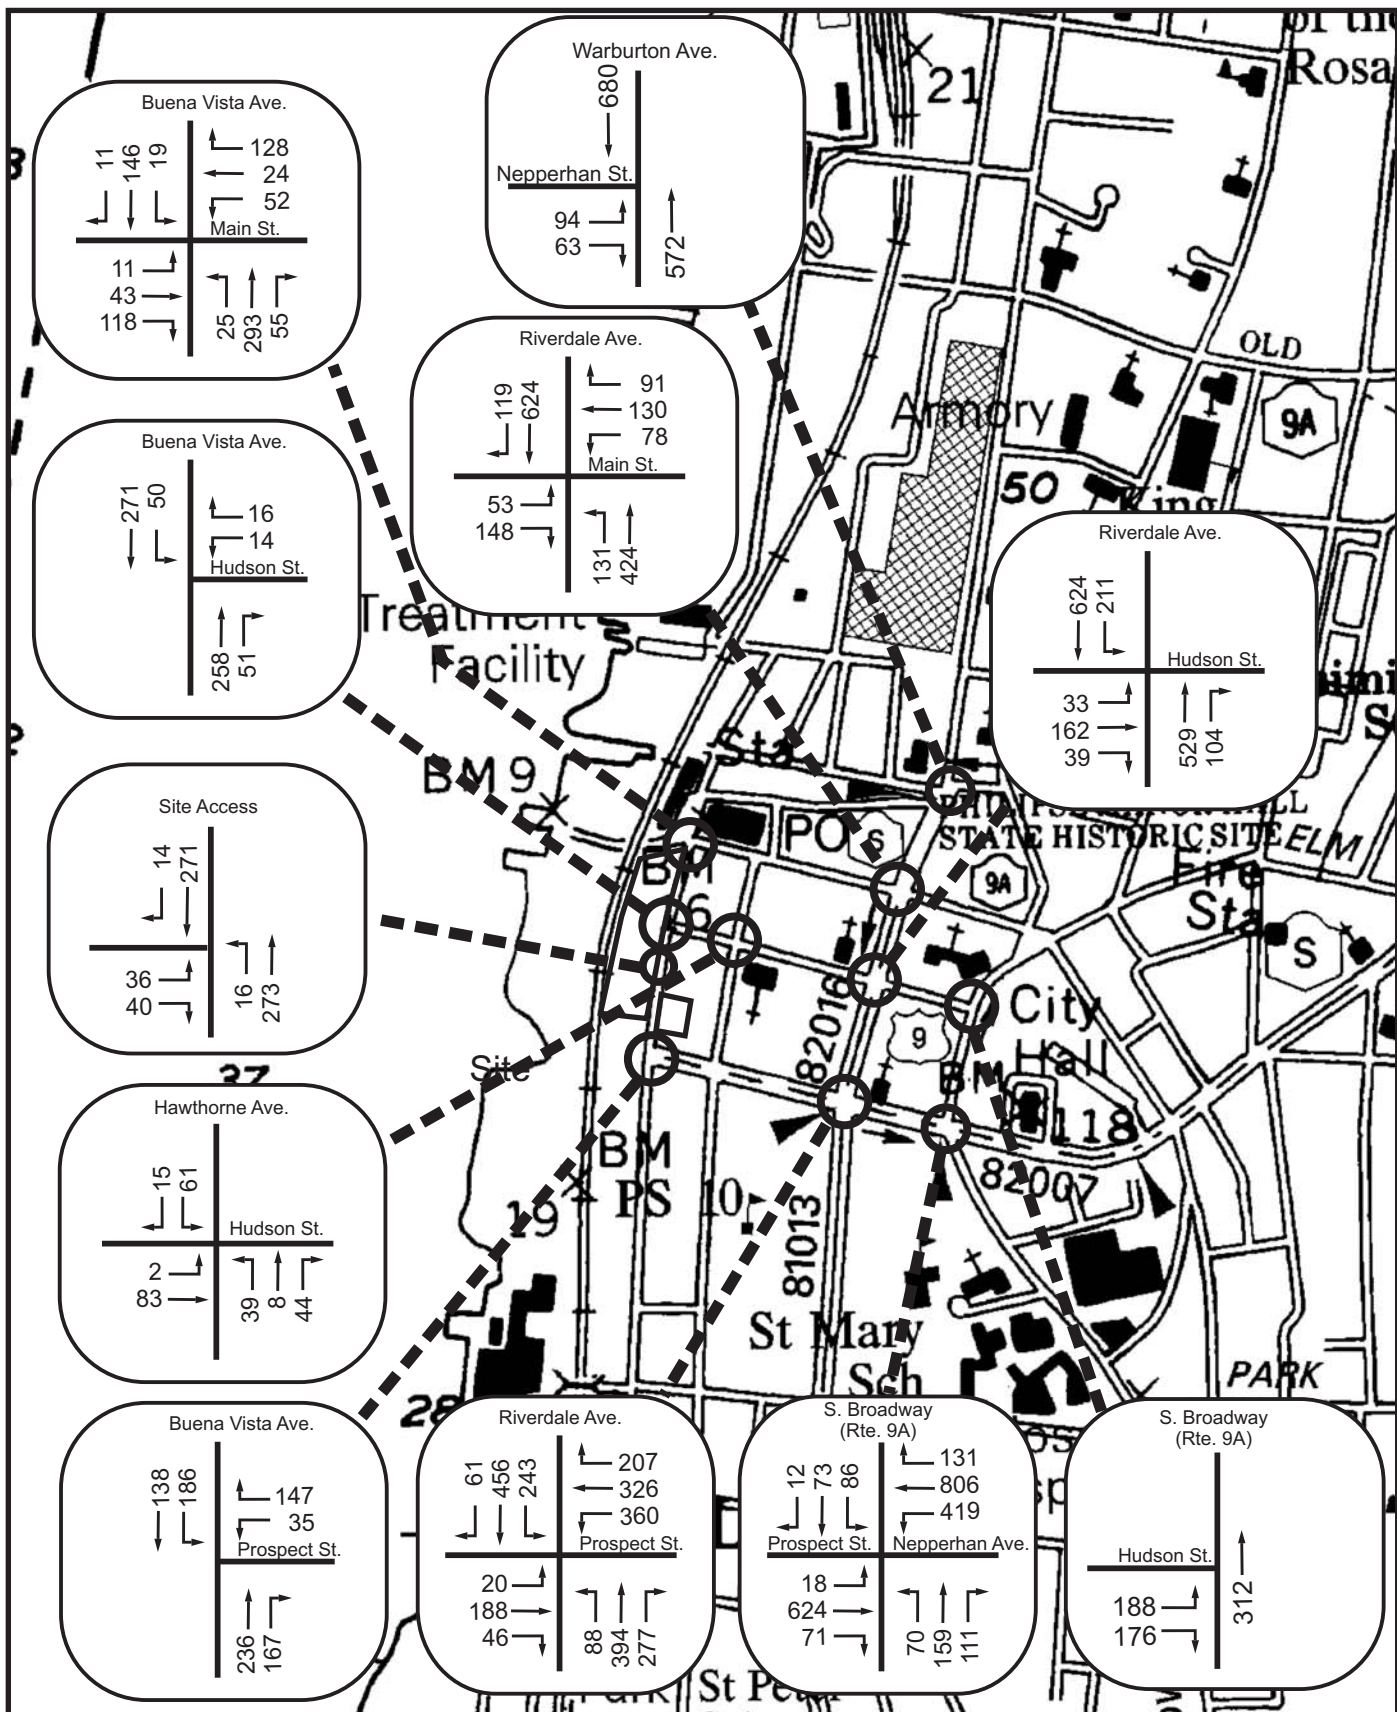 Buena Vista Ave.
11
146
19
128
24
52
Main St.
11
43
118
25
293
55
Warburton Ave.
680
Nepperhan St.
94
63
572
21
Rosa
Riverdale Ave.
119
624
91
130
78
Main St.
53
148
131
424
OLD
9A
Armory
50
King
Buena Vista Ave.
271
50
16
14
Hudson St.
258
51
Riverdale Ave.
624
211
Hudson St.
33
162
39
529
104
Treatment
Facility
Sta
BM 9
PO
S
STATE HISTORIC SITE
ELM
9A
Fire
Sta
S
BM
6
Site Access
14
271
36
40
16
273
82016
9
City
Hall
BM
118
37
Site
Hawthorne Ave.
15
61
Hudson St.
2
83
39
8
44
BM
19
PS
10
81013
82007
St Mary
Sch
PARK
28
Buena Vista Ave.
138
186
147
35
Prospect St.
236
167
Riverdale Ave.
61
456
243
207
326
360
Prospect St.
20
188
46
88
394
277
S. Broadway
(Rte. 9A)
12
73
86
131
806
419
Prospect St.
Nepperhan Ave.
18
624
71
70
159
111
S. Broadway
(Rte. 9A)
Hudson St.
188
176
312
St Peter